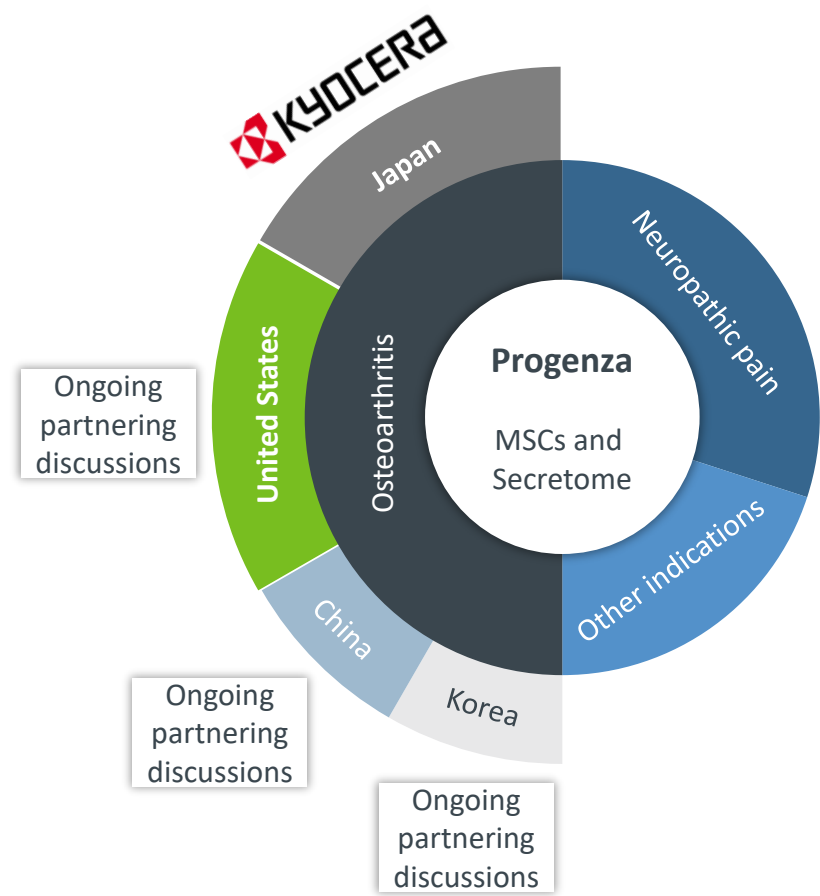 KYOCERA
Japan
Neuropathic pain
United States
Osteoarthritis
Progenza
MSCs and
Secretome
Ongoing
partnering
discussions
Other indications
China
Ongoing
partnering
discussions
Korea
Ongoing
partnering
discussions